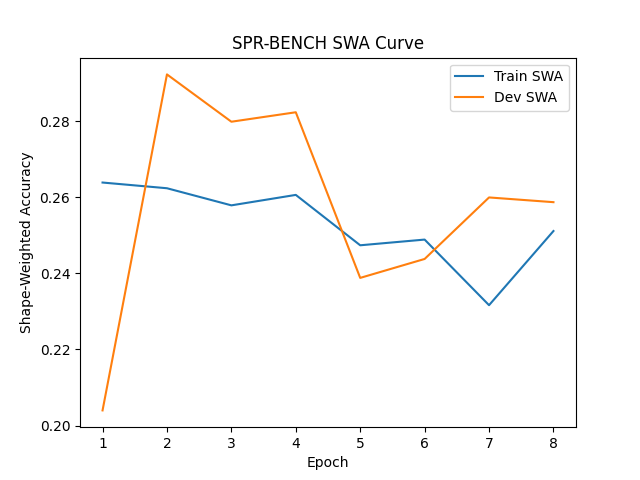 SPR-BENCH SWA Curve
Train SWA
Dev SWA
Shape-Weighted Accuracy
0.28
0.26
0.24
0.22
0.20
1 2 3 4 5 6 7 8
Epoch